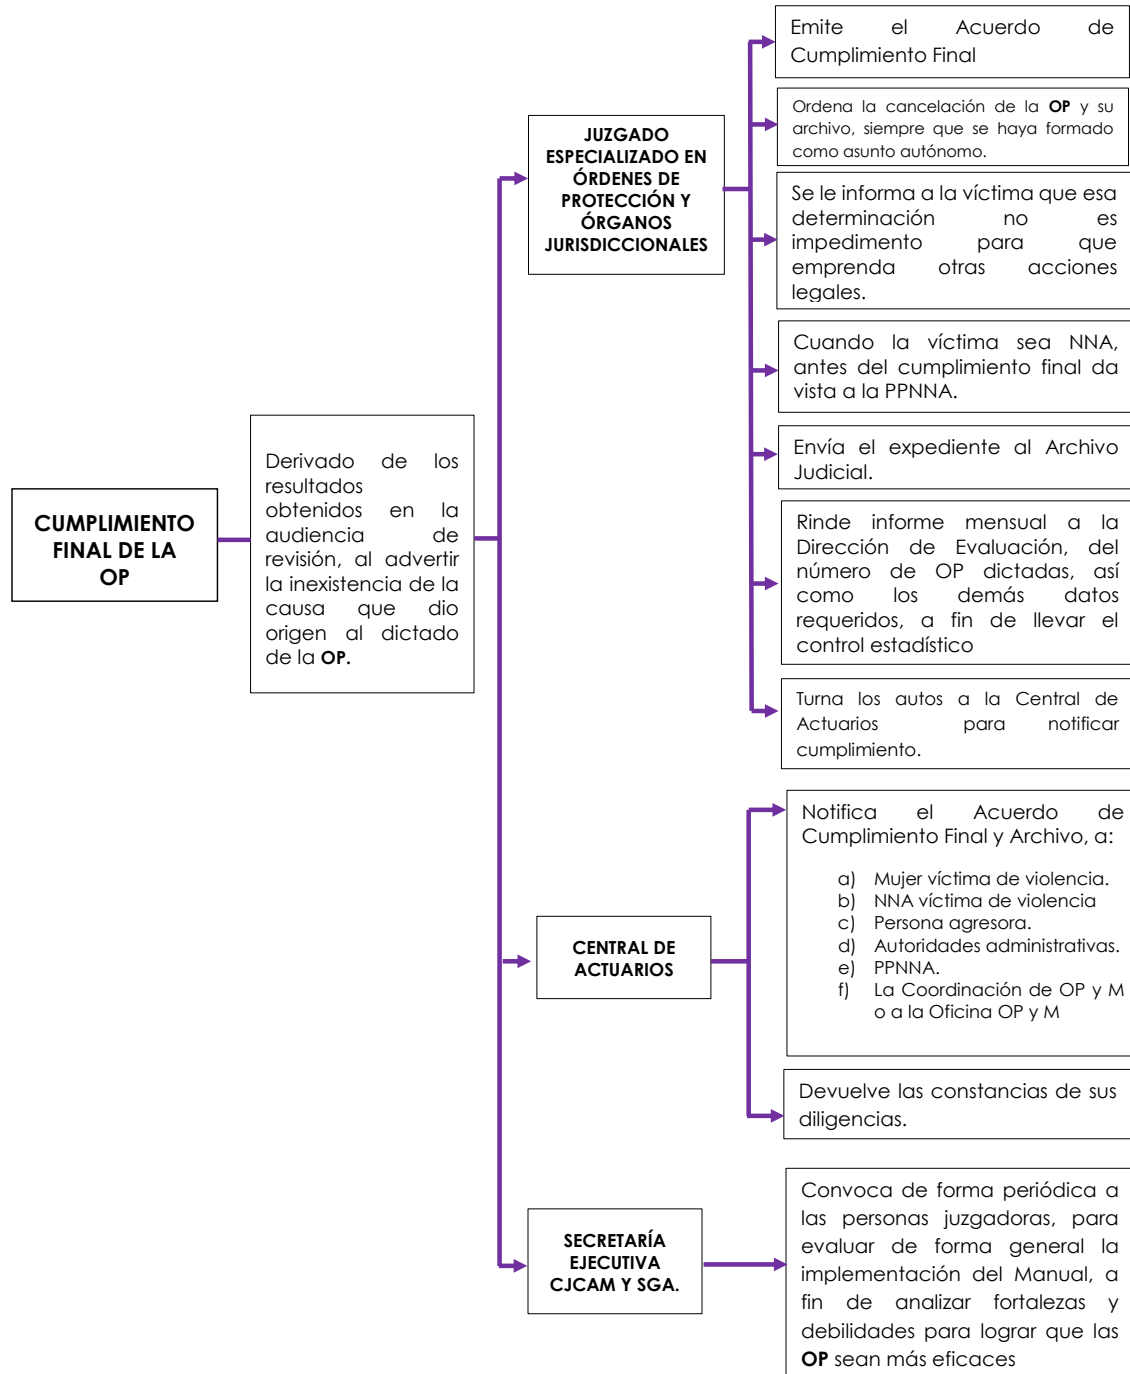 CUMPLIMIENTO
FINAL DE LA
OP
Derivado de los
resultados
obtenidos en la
audiencia de
revisión, al advertir
la inexistencia de la
causa que dio
origen al dictado
de la OP.
JUZGADO
ESPECIALIZADO EN
ÓRDENES DE
PROTECCIÓN Y
ÓRGANOS
JURISDICCIONALES
Emite el Acuerdo de
Cumplimiento Final
Ordena la cancelación de la OP y su
archivo, siempre que se haya formado
como asunto autónomo.
Se le informa a la víctima que esa
determinación no es
impedimento para que
emprenda otras acciones
legales.
Cuando la víctima sea NNA,
antes del cumplimiento final da
vista a la PPNNA.
Envía el expediente al Archivo
Judicial.
Rinde informe mensual a la
Dirección de Evaluación, del
número de OP dictadas, así
como los demás datos
requeridos, a fin de llevar el
control estadístico
Turna los autos a la Central de
Actuarios para notificar
cumplimiento.
CENTRAL DE
ACTUARIOS
Notifica el Acuerdo de
Cumplimiento Final y Archivo, a:
a) Mujer víctima de violencia.
b) NNA víctima de violencia
c) Persona agresora.
d) Autoridades administrativas.
e) PPNNA.
f) La Coordinación de OP y M
o a la Oficina OP y M
Devuelve las constancias de sus
diligencias.
SECRETARÍA
EJECUTIVA
CJCAM Y SGA.
Convoca de forma periódica a
las personas juzgadoras, para
evaluar de forma general la
implementación del Manual, a
fin de analizar fortalezas y
debilidades para lograr que las
OP sean más eficaces